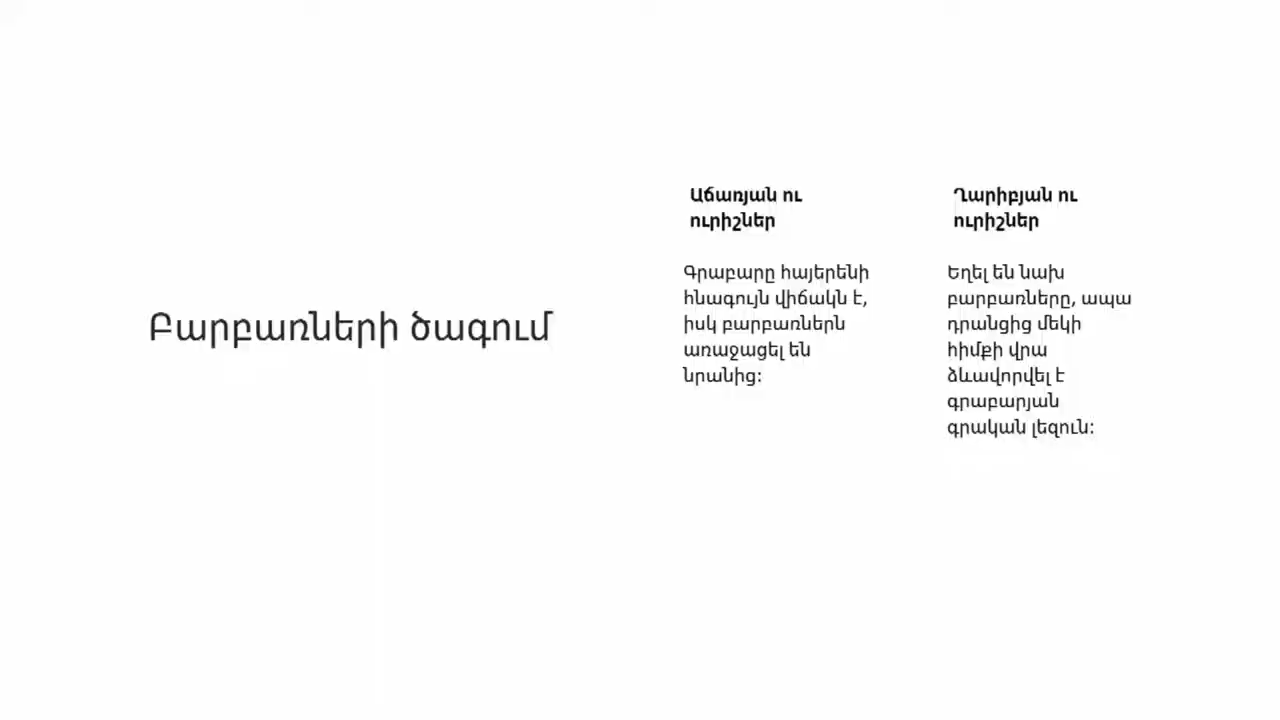 Բարբառների ծագում
Աճառյան ու
ուրիշներ
Գրաբարը հայերենի
հնագույն վիճակն է,
իսկ բարբառներն
առաջացել են
նրանից:
Ղարիբյան ու
ուրիշներ
Եղել են նախ
բարբառները, ապա
դրանցից մեկի
հիմքի վրա
ձևավորվել է
գրաբարյան
գրական լեզուն: